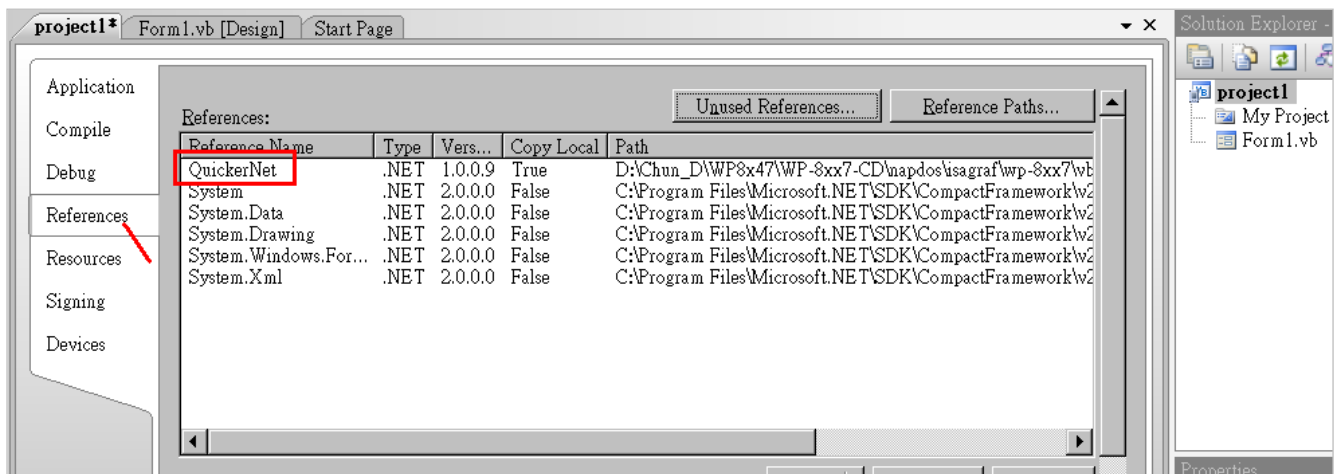 project1* Form1.vb [Design] Start Page
Solution Explorer -
Application
Compile
Debug
References
Resources
Signing
Devices
References:
Unused References... Reference Paths...
Reference Name Type Vers... Copy Local Path
QuickerNet .NET 1.0.0.9 True D:\Chun_D\WP8x47\WP-8xx7-CD\napdos\isagraf\wp-8xx7\vb
System .NET 2.0.0.0 False C:\Program Files\Microsoft.NET\SDK\CompactFramework\v2
System.Data .NET 2.0.0.0 False C:\Program Files\Microsoft.NET\SDK\CompactFramework\v2
System.Drawing .NET 2.0.0.0 False C:\Program Files\Microsoft.NET\SDK\CompactFramework\v2
System.Windows.For... .NET 2.0.0.0 False C:\Program Files\Microsoft.NET\SDK\CompactFramework\v2
System.Xml .NET 2.0.0.0 False C:\Program Files\Microsoft.NET\SDK\CompactFramework\v2
project1
My Project
Form1.vb
Properties